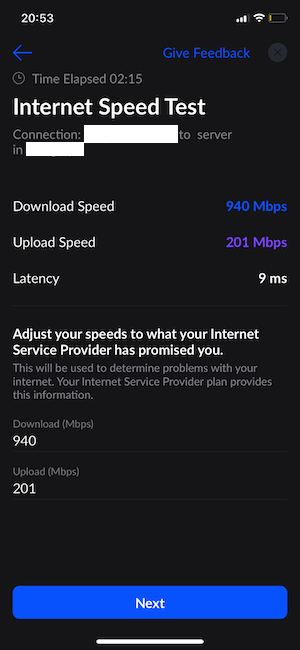 20:53
Give Feedback
Time Elapsed 02:15
Internet Speed Test
Connection: to server
in
Download Speed 940 Mbps
Upload Speed 201 Mbps
Latency 9 ms
Adjust your speeds to what your Internet
Service Provider has promised you.
This will be used to determine problems with your
internet. Your Internet Service Provider plan provides
this information.
Download (Mbps)
940
Upload (Mbps)
201
Next